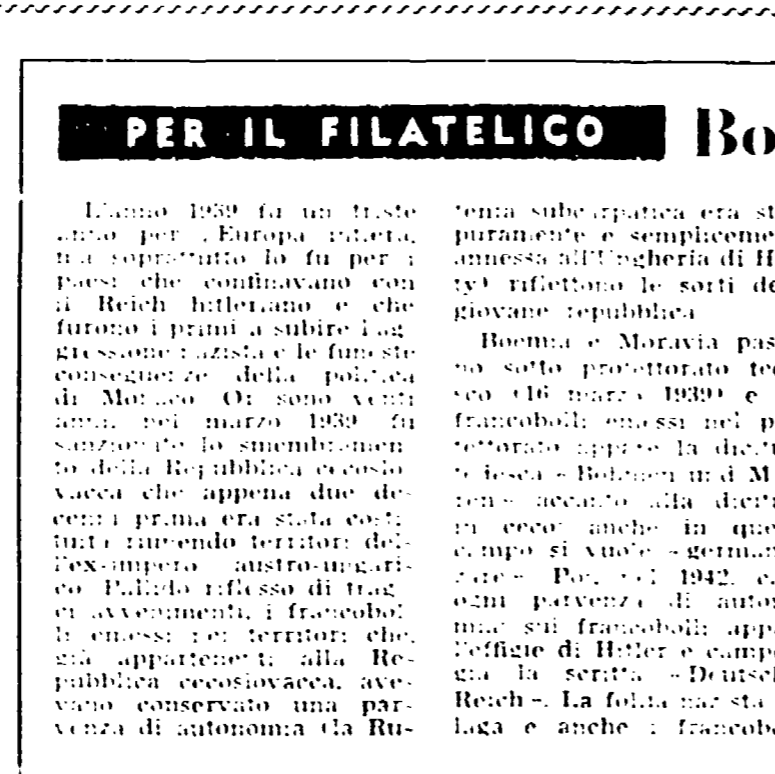 PER IL FILATELICO
Bo
L'anno 1939 fu un triste
anno per l'Europa intera,
ma soprattutto lo fu per i
paesi che confinavano con
il Reich hitleriano e che
furono i primi a subire l'ag-
gressione nazista e le funeste
conseguenze della politica
di Monaco. Or sono venti
anni, nel marzo 1939 fu
sanzionato lo smembramen-
to della Repubblica cecoslo-
vacca che appena due de-
cenni prima era stata costi-
tuita riunendo territori del-
l'ex-impero austro-ungari-
co. Pallido riflesso di tragi-
ci avvenimenti, i francobol-
li emessi nei territori che,
già appartenenti alla Re-
pubblica cecoslovacca, ave-
vano conservato una par-
venza di autonomia (la Ru-
tenia subcarpatica era st
puramente e sempliceme
annessa all'Ungheria di H
ty) riflettono le sorti de
giovane repubblica.
Boemia e Moravia pas
no sotto protettorato ted
sco (16 marzo 1939) e
francobolli emessi nel p
tettorato appare la dicitu
tedesca «Bohmen und M
ren» accanto alla dicitu
in ceco: anche in que
campo si vuole «german
zare». Poi, nel 1942, c
ogni parvenza di auton
mia: sui francobolli app
l'effigie di Hitler e campe
gia la scritta «Deutsch
Reich». La follia nazista
laga e anche i francobo